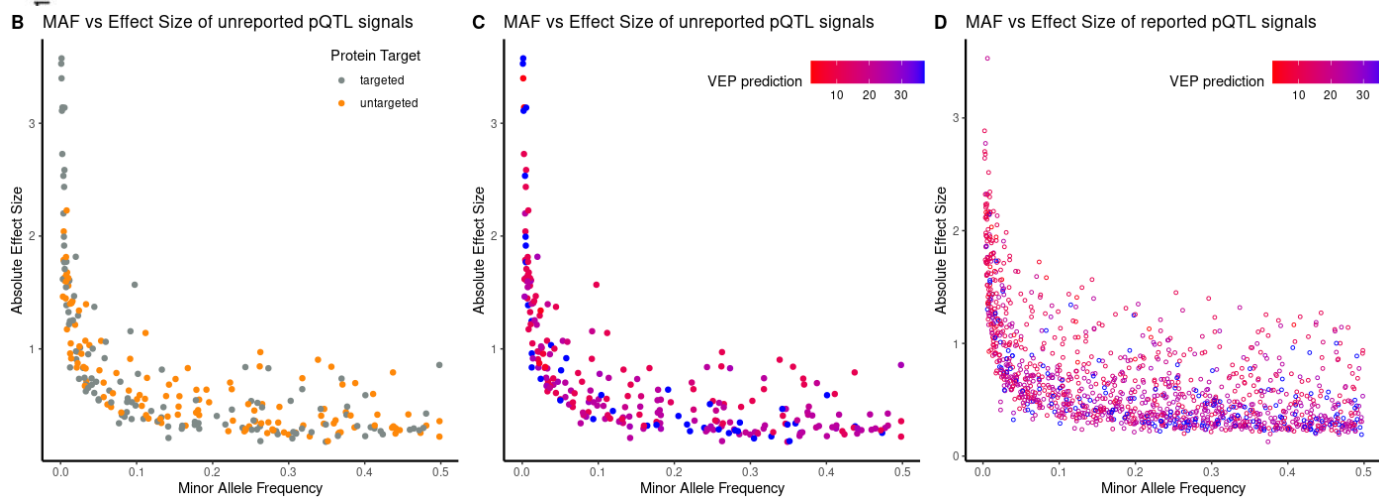 B MAF vs Effect Size of unreported pQTL signals
Protein Target
targeted
untargeted
3
2
1
Absolute Effect Size
0.0 0.1 0.2 0.3 0.4 0.5
Minor Allele Frequency
C MAF vs Effect Size of unreported pQTL signals
VEP prediction
10 20 30
3
2
1
Absolute Effect Size
0.0 0.1 0.2 0.3 0.4 0.5
Minor Allele Frequency
D MAF vs Effect Size of reported pQTL signals
VEP prediction
10 20 30
3
2
1
0
Absolute Effect Size
0.0 0.1 0.2 0.3 0.4 0.5
Minor Allele Frequency